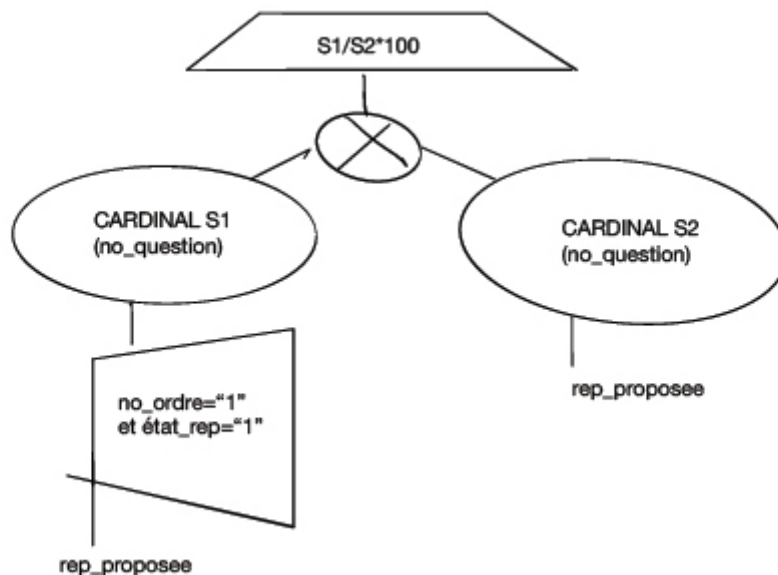 S1/S2*100
CARDINAL S1
(no_question)
CARDINAL S2
(no_question)
no_ordre=“1”
et état_rep=“1”
rep_proposee
rep_proposee